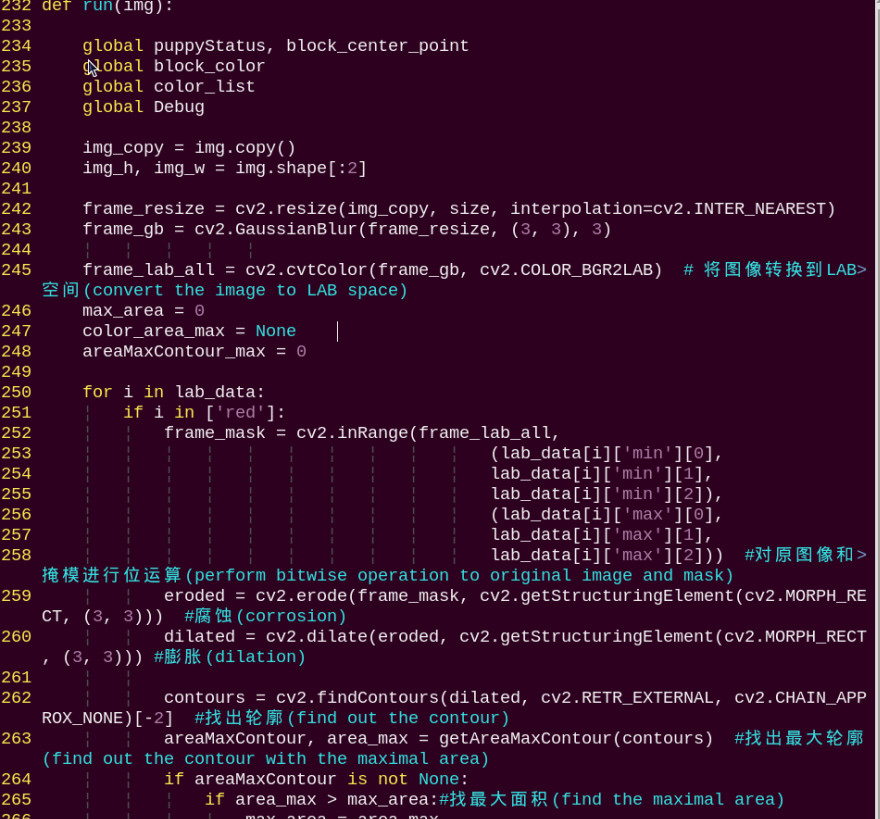 232 def run(img):
233
234     global puppyStatus, block_center_point
235     global block_color
236     global color_list
237     global Debug
238
239     img_copy = img.copy()
240     img_h, img_w = img.shape[:2]
241
242     frame_resize = cv2.resize(img_copy, size, interpolation=cv2.INTER_NEAREST)
243     frame_gb = cv2.GaussianBlur(frame_resize, (3, 3), 3)
244
245     frame_lab_all = cv2.cvtColor(frame_gb, cv2.COLOR_BGR2LAB)  # 将图像转换到LAB>
空间(convert the image to LAB space)
246     max_area = 0
247     color_area_max = None
248     areaMaxContour_max = 0
249
250     for i in lab_data:
251         if i in ['red']:
252             frame_mask = cv2.inRange(frame_lab_all,
253                                             (lab_data[i]['min'][0],
254                                             lab_data[i]['min'][1],
255                                             lab_data[i]['min'][2]),
256                                             (lab_data[i]['max'][0],
257                                             lab_data[i]['max'][1],
258                                             lab_data[i]['max'][2]))  #对原图像和>
掩模进行位运算(perform bitwise operation to original image and mask)
259             eroded = cv2.erode(frame_mask, cv2.getStructuringElement(cv2.MORPH_RE
CT, (3, 3)))  #腐蚀(corrosion)
260             dilated = cv2.dilate(eroded, cv2.getStructuringElement(cv2.MORPH_RECT
, (3, 3))) #膨胀(dilation)
261
262             contours = cv2.findContours(dilated, cv2.RETR_EXTERNAL, cv2.CHAIN_APP
ROX_NONE)[-2]  #找出轮廓(find out the contour)
263             areaMaxContour, area_max = getAreaMaxContour(contours)  #找出最大轮廓
(find out the contour with the maximal area)
264             if areaMaxContour is not None:
265                 if area_max > max_area:#找最大面积(find the maximal area)
266                     max_area = area_max